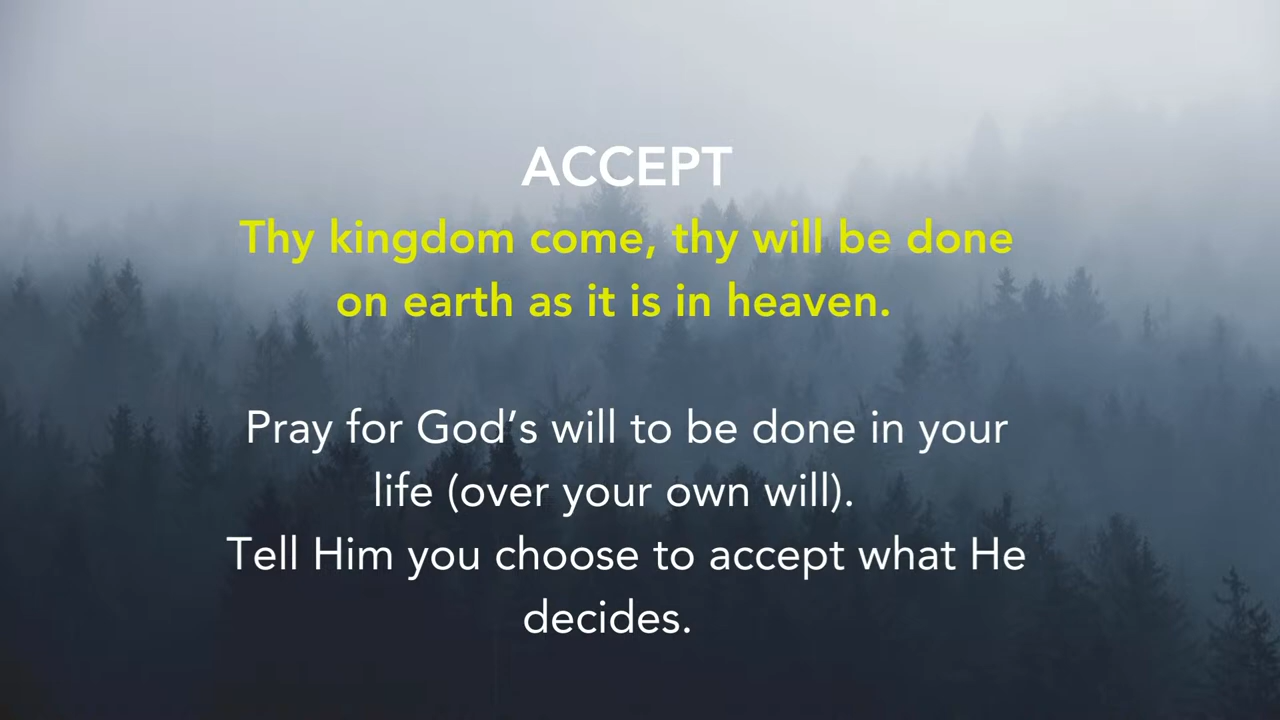 ACCEPT
Thy kingdom come, thy will be done
on earth as it is in heaven.
Pray for God’s will to be done in your
life (over your own will).
Tell Him you choose to accept what He
decides.